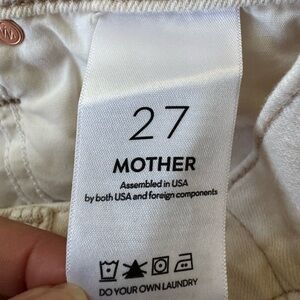 27
MOTHER
Assembled in USA
by both USA and foreign components
DO YOUR OWN LAUNDRY